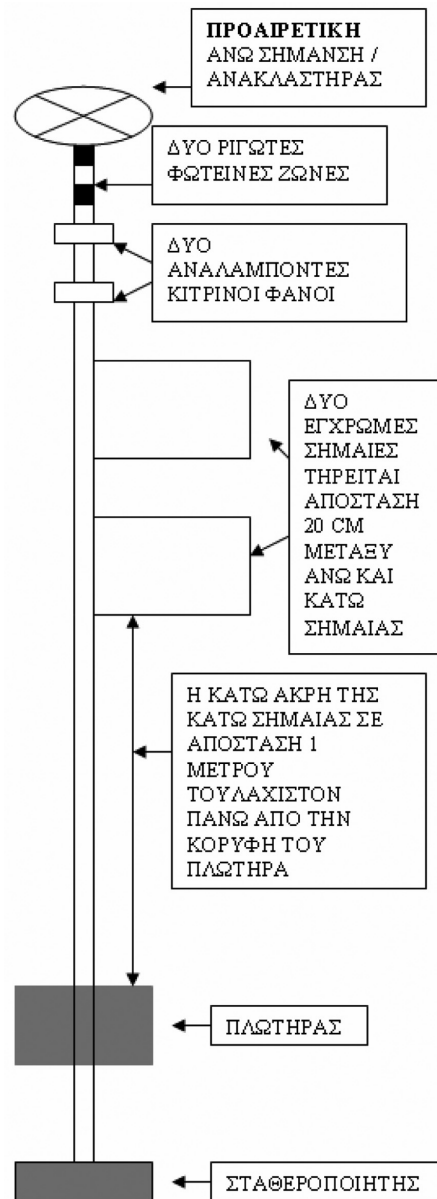 ΠΡΟΑΙΡΕΤΙΚΗ
ΑΝΩ ΣΗΜΑΝΣΗ /
ΑΝΑΚΛΑΣΤΗΡΑΣ
ΔΥΟ ΡΙΓΩΤΕΣ
ΦΩΤΕΙΝΕΣ ΖΩΝΕΣ
ΔΥΟ
ΑΝΑΛΑΜΠΟΝΤΕΣ
ΚΙΤΡΙΝΟΙ ΦΑΝΟΙ
ΔΥΟ
ΕΓΧΡΩΜΕΣ
ΣΗΜΑΙΕΣ
ΤΗΡΕΙΤΑΙ
ΑΠΟΣΤΑΣΗ
20 CM
ΜΕΤΑΞΥ
ΑΝΩ ΚΑΙ
ΚΑΤΩ
ΣΗΜΑΙΑΣ
Η ΚΑΤΩ ΑΚΡΗ ΤΗΣ
ΚΑΤΩ ΣΗΜΑΙΑΣ ΣΕ
ΑΠΟΣΤΑΣΗ 1
ΜΕΤΡΟΥ
ΤΟΥΛΑΧΙΣΤΟΝ
ΠΑΝΩ ΑΠΟ ΤΗΝ
ΚΟΡΥΦΗ ΤΟΥ
ΠΛΩΤΗΡΑ
ΠΛΩΤΗΡΑΣ
ΣΤΑΘΕΡΟΠΟΙΗΤΗΣ